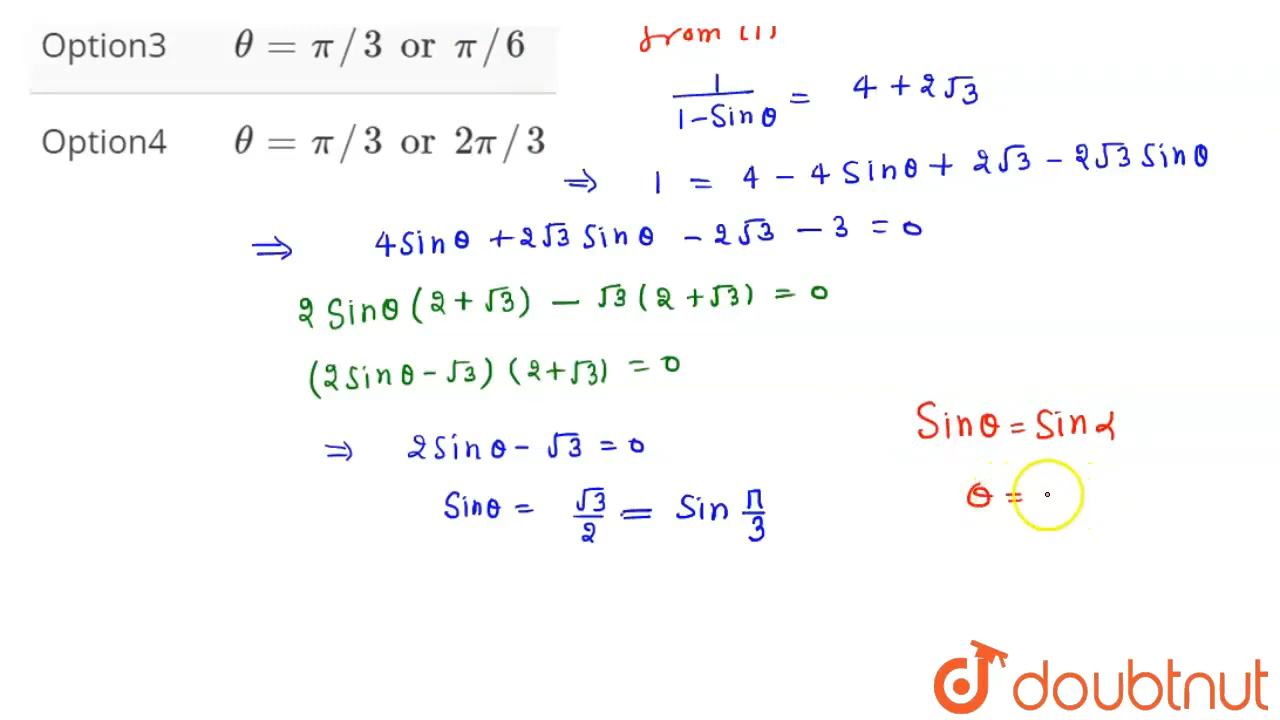 Option3 θ = π/3 or π/6
from (1)
1/(1-Sinθ) = 4+2√3
Option4 θ = π/3 or 2π/3
⇒ 1 = 4 - 4 Sinθ + 2√3 - 2√3 Sinθ
⇒ 4Sinθ + 2√3 Sinθ - 2√3 - 3 = 0
2 Sinθ (2+√3) - √3 (2+√3) = 0
(2 Sinθ - √3) (2+√3) = 0
Sinθ = Sin α
⇒ 2 Sinθ - √3 = 0
θ =
Sinθ = √3/2 = Sin π/3
doubtnut